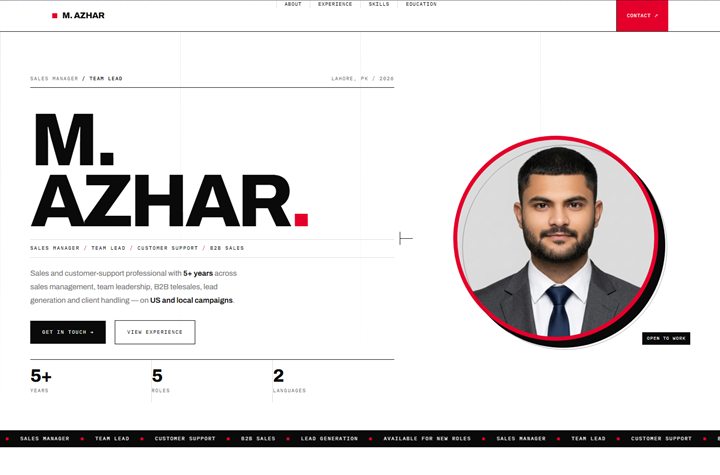 M. AZHAR
ABOUT
EXPERIENCE
SKILLS
EDUCATION
CONTACT ↗
SALES MANAGER / TEAM LEAD
LAHORE, PK / 2026
M.
AZHAR.
SALES MANAGER / TEAM LEAD / CUSTOMER SUPPORT / B2B SALES
Sales and customer-support professional with 5+ years across
sales management, team leadership, B2B telesales, lead
generation and client handling — on US and local campaigns.
GET IN TOUCH →
VIEW EXPERIENCE
OPEN TO WORK
5+
YEARS
5
ROLES
2
LANGUAGES
SALES MANAGER ■ TEAM LEAD ■ CUSTOMER SUPPORT ■ B2B SALES ■ LEAD GENERATION ■ AVAILABLE FOR NEW ROLES ■ SALES MANAGER ■ TEAM LEAD ■ CUSTOMER SUPPORT